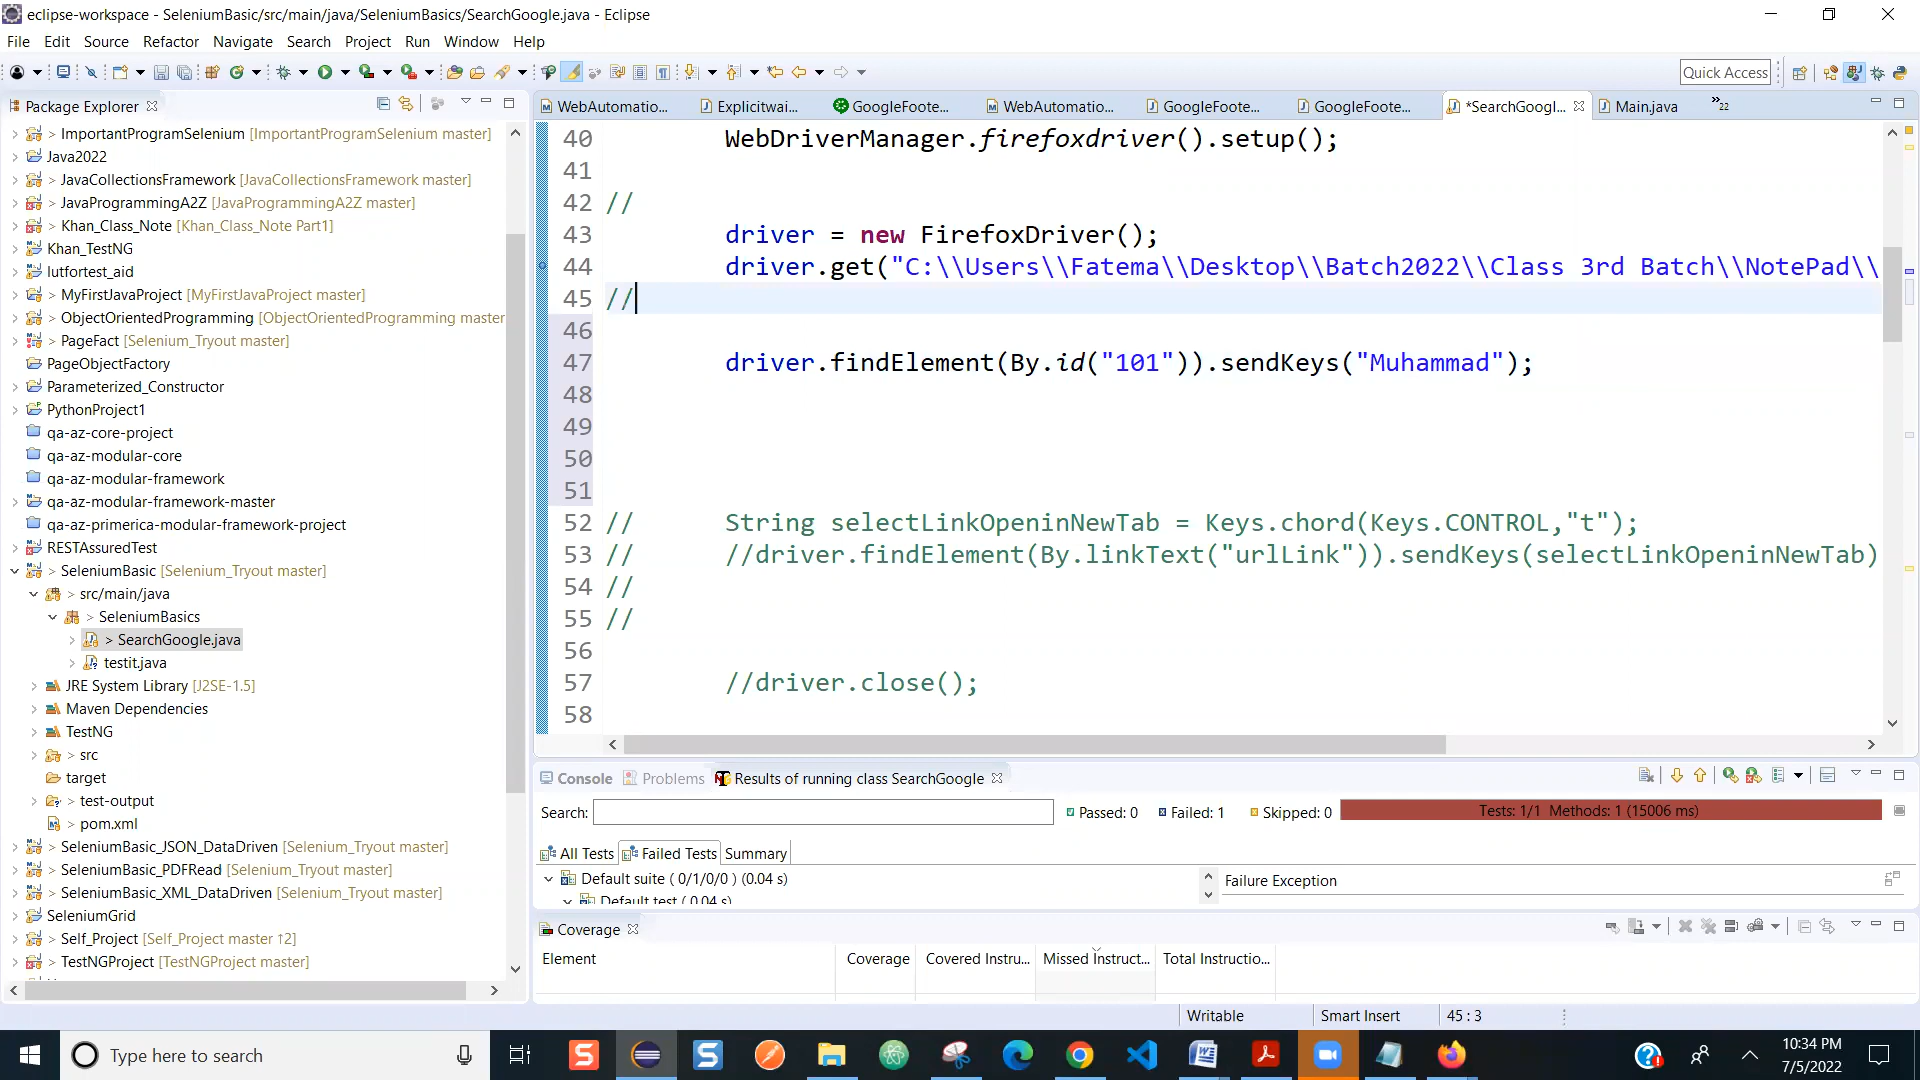 eclipse-workspace - SeleniumBasic/src/main/java/SeleniumBasics/SearchGoogle.java - Eclipse
File Edit Source Refactor Navigate Search Project Run Window Help
Quick Access
Package Explorer
WebAutomatio... Explicitwai... GoogleFoote... WebAutomatio... GoogleFoote... GoogleFoote... *SearchGoogl... Main.java »22
> ImportantProgramSelenium [ImportantProgramSelenium master]
Java2022
> JavaCollectionsFramework [JavaCollectionsFramework master]
> JavaProgrammingA2Z [JavaProgrammingA2Z master]
> Khan_Class_Note [Khan_Class_Note Part1]
Khan_TestNG
lutfortest_aid
> MyFirstJavaProject [MyFirstJavaProject master]
> ObjectOrientedProgramming [ObjectOrientedProgramming master
> PageFact [Selenium_Tryout master]
PageObjectFactory
Parameterized_Constructor
PythonProject1
qa-az-core-project
qa-az-modular-core
qa-az-modular-framework
qa-az-modular-framework-master
qa-az-primerica-modular-framework-project
RESTAssuredTest
> SeleniumBasic [Selenium_Tryout master]
> src/main/java
> SeleniumBasics
> SearchGoogle.java
testit.java
JRE System Library [J2SE-1.5]
Maven Dependencies
TestNG
> src
target
> test-output
> pom.xml
> SeleniumBasic_JSON_DataDriven [Selenium_Tryout master]
> SeleniumBasic_PDFRead [Selenium_Tryout master]
> SeleniumBasic_XML_DataDriven [Selenium_Tryout master]
SeleniumGrid
> Self_Project [Self_Project master ↑2]
> TestNGProject [TestNGProject master]
40 WebDriverManager.firefoxdriver().setup();
41
42 //
43 driver = new FirefoxDriver();
44 driver.get("C:\\Users\\Fatema\\Desktop\\Batch2022\\Class 3rd Batch\\NotePad\\
45 //
46
47 driver.findElement(By.id("101")).sendKeys("Muhammad");
48
49
50
51
52 // String selectLinkOpeninNewTab = Keys.chord(Keys.CONTROL,"t");
53 // //driver.findElement(By.linkText("urlLink")).sendKeys(selectLinkOpeninNewTab)
54 //
55 //
56
57 //driver.close();
58
Console Problems Results of running class SearchGoogle
Search: Passed: 0 Failed: 1 Skipped: 0 Tests: 1/1 Methods: 1 (15006 ms)
All Tests Failed Tests Summary
Default suite ( 0/1/0/0 ) (0.04 s)
Default test ( 0.04 s)
Failure Exception
Coverage
Element Coverage Covered Instru... Missed Instruct... Total Instructio...
Writable Smart Insert 45 : 3
Type here to search
10:34 PM
7/5/2022